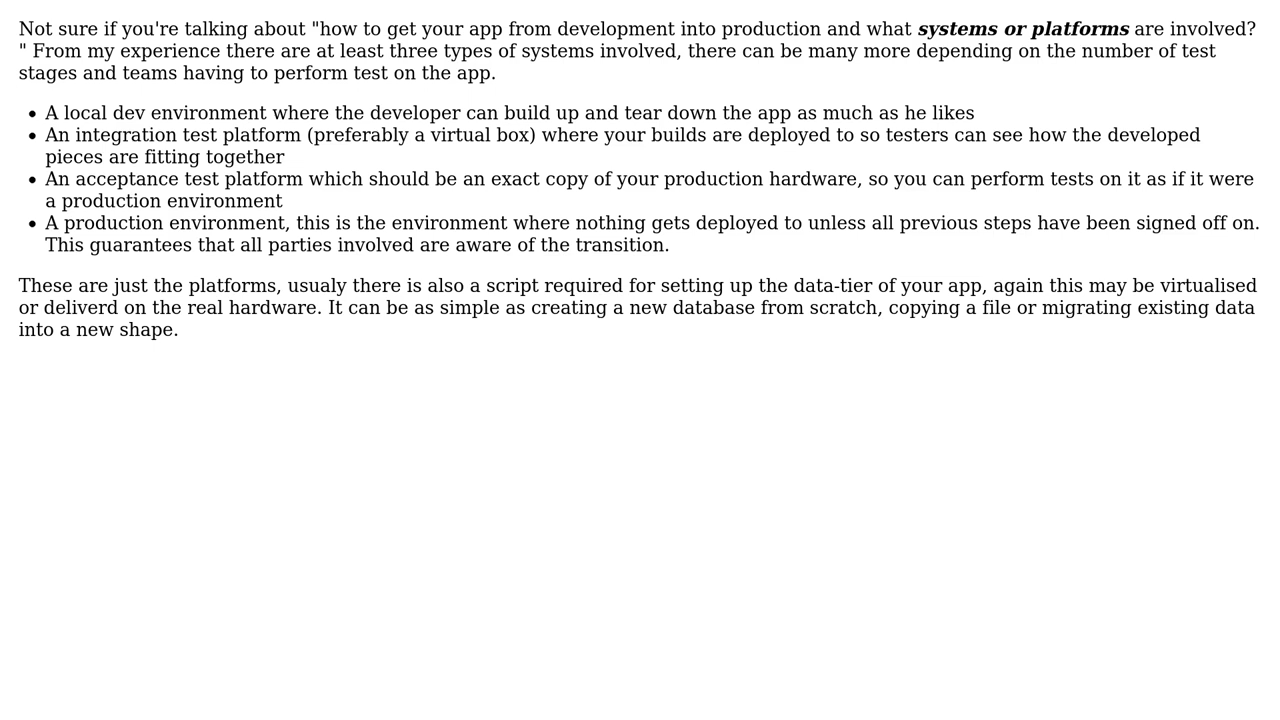 Not sure if you're talking about "how to get your app from development into production and what systems or platforms are involved?
" From my experience there are at least three types of systems involved, there can be many more depending on the number of test
stages and teams having to perform test on the app.
• A local dev environment where the developer can build up and tear down the app as much as he likes
• An integration test platform (preferably a virtual box) where your builds are deployed to so testers can see how the developed
pieces are fitting together
• An acceptance test platform which should be an exact copy of your production hardware, so you can perform tests on it as if it were
a production environment
• A production environment, this is the environment where nothing gets deployed to unless all previous steps have been signed off on.
This guarantees that all parties involved are aware of the transition.
These are just the platforms, usualy there is also a script required for setting up the data-tier of your app, again this may be virtualised
or deliverd on the real hardware. It can be as simple as creating a new database from scratch, copying a file or migrating existing data
into a new shape.